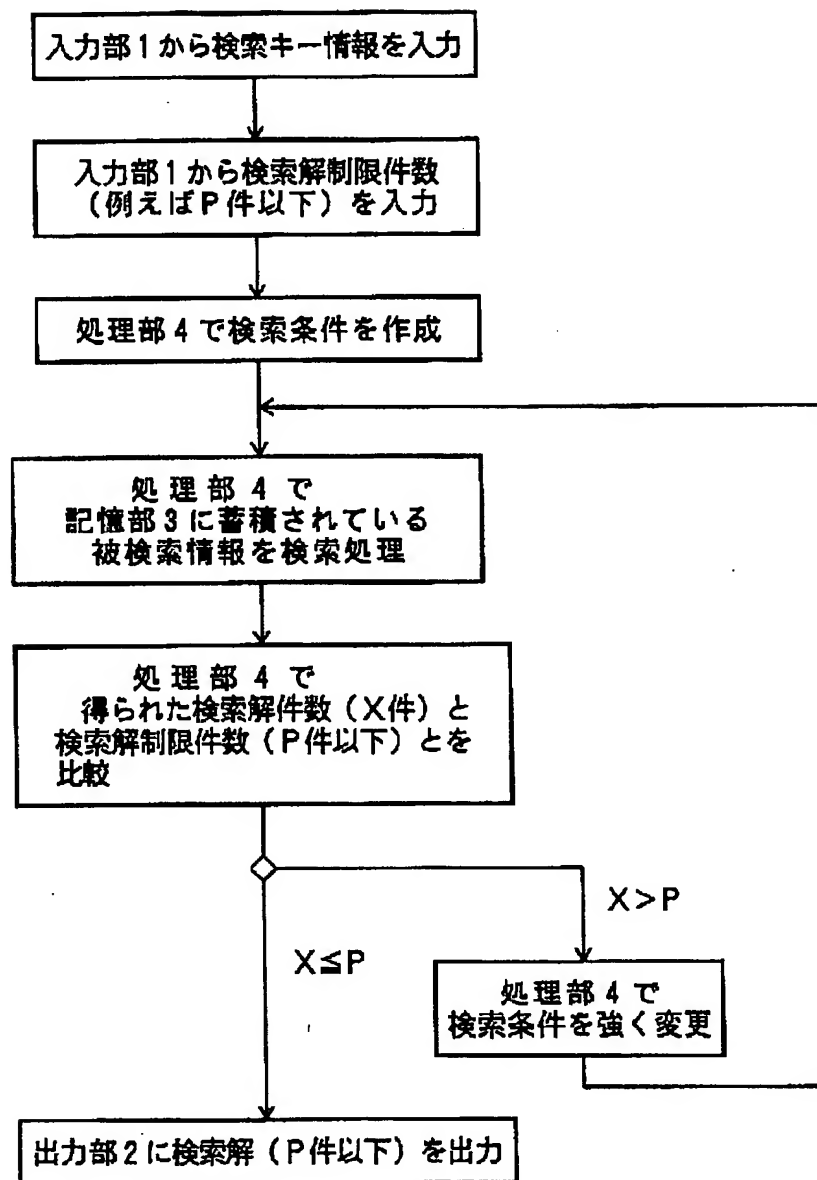 入力部1から検索キー情報を入力
入力部1から検索解制限件数
(例えばP件以下)を入力
処理部4で検索条件を作成
処理部4で
記憶部3に蓄積されている
被検索情報を検索処理
処理部4で
得られた検索解件数(X件)と
検索解制限件数(P件以下)とを
比較
X>P
X≦P
処理部4で
検索条件を強く変更
出力部2に検索解(P件以下)を出力